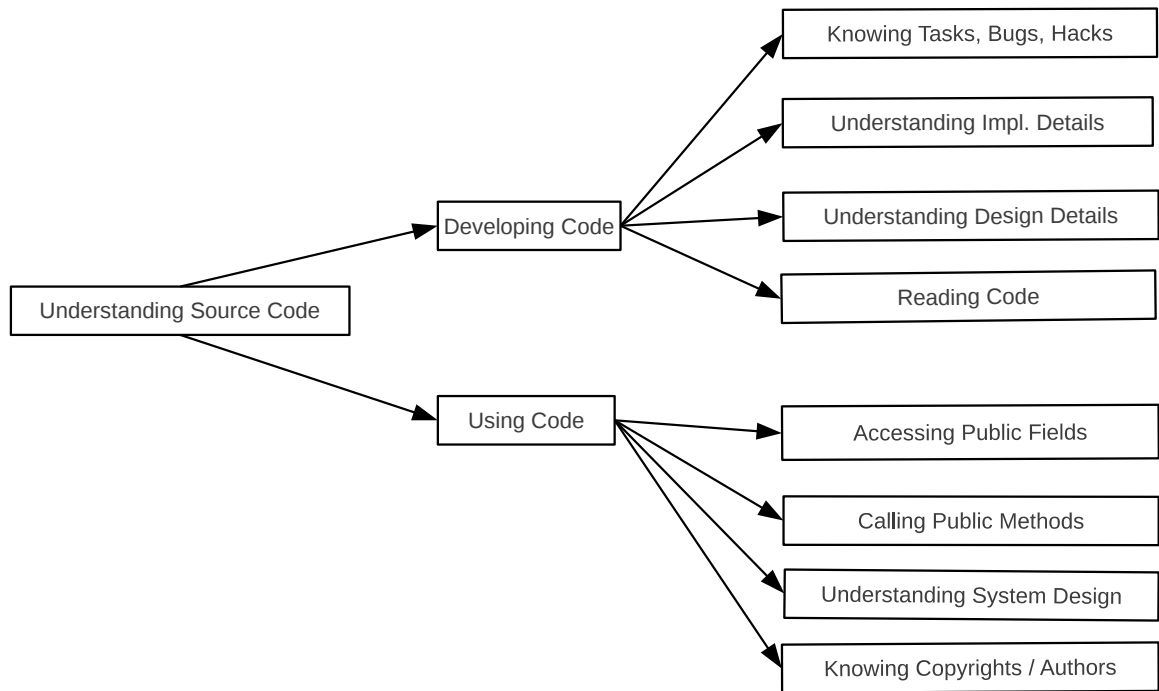 Knowing Tasks, Bugs, Hacks
Understanding Impl. Details
Understanding Design Details
Developing Code
Reading Code
Understanding Source Code
Using Code
Accessing Public Fields
Calling Public Methods
Understanding System Design
Knowing Copyrights / Authors